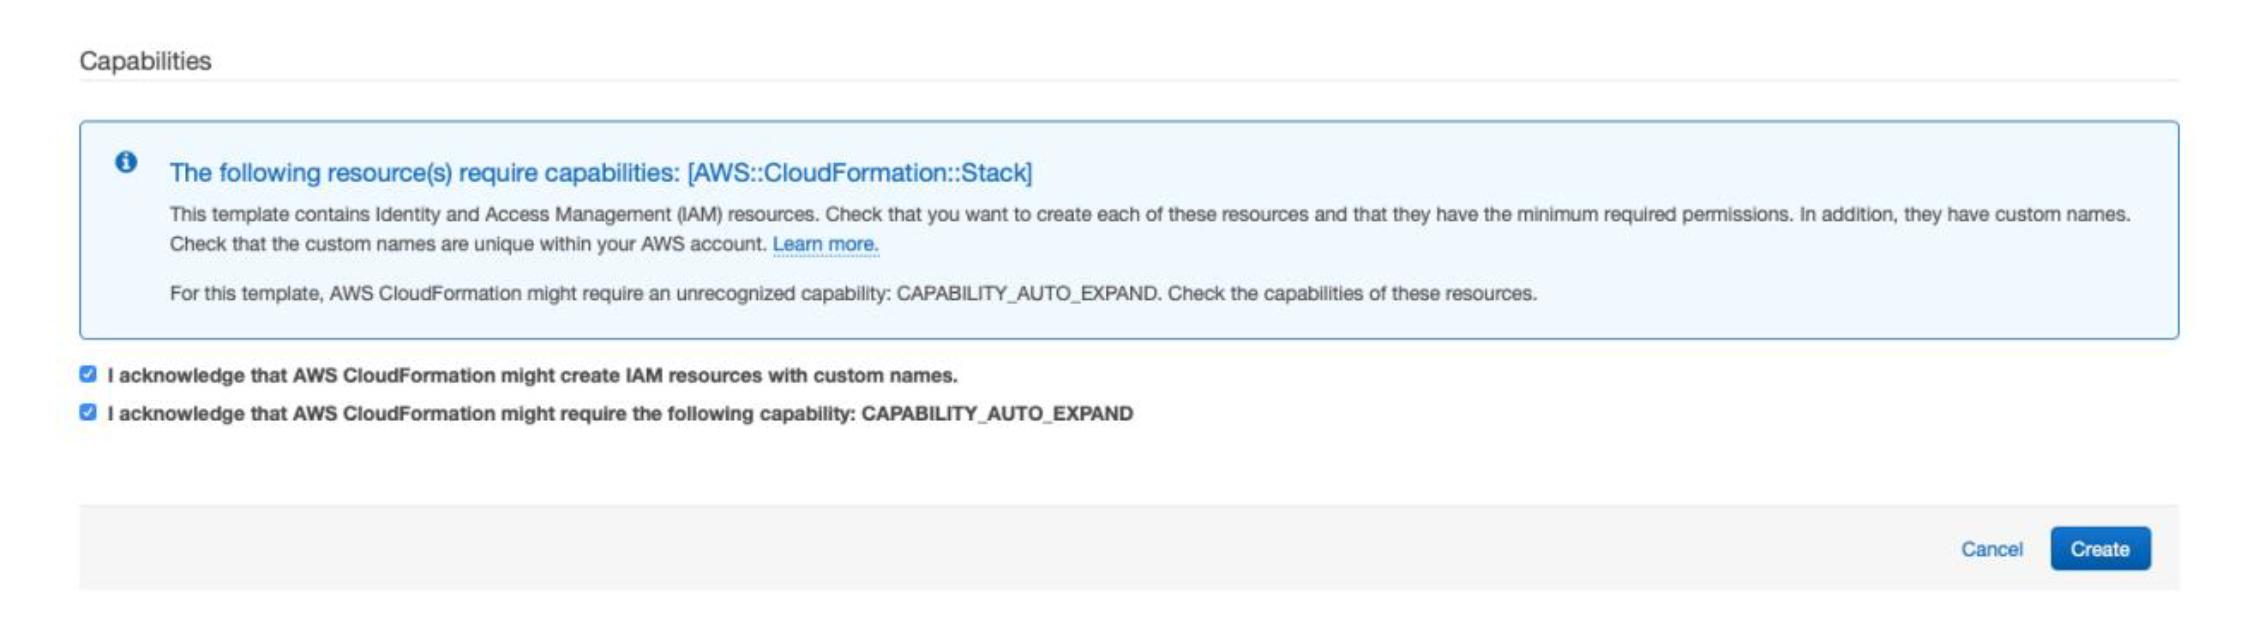 Capabilities
The following resource(s) require capabilities: [AWS::CloudFormation::Stack]
This template contains Identity and Access Management (IAM) resources. Check that you want to create each of these resources and that they have the minimum required permissions. In addition, they have custom names.
Check that the custom names are unique within your AWS account. Learn more.
For this template, AWS CloudFormation might require an unrecognized capability: CAPABILITY_AUTO_EXPAND. Check the capabilities of these resources.
I acknowledge that AWS CloudFormation might create IAM resources with custom names.
I acknowledge that AWS CloudFormation might require the following capability: CAPABILITY_AUTO_EXPAND
Cancel Create